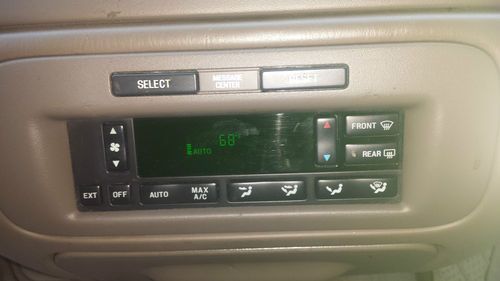 SELECT MESSAGE CENTER RESET
68°F
AUTO
FRONT
REAR
EXT OFF AUTO MAX A/C